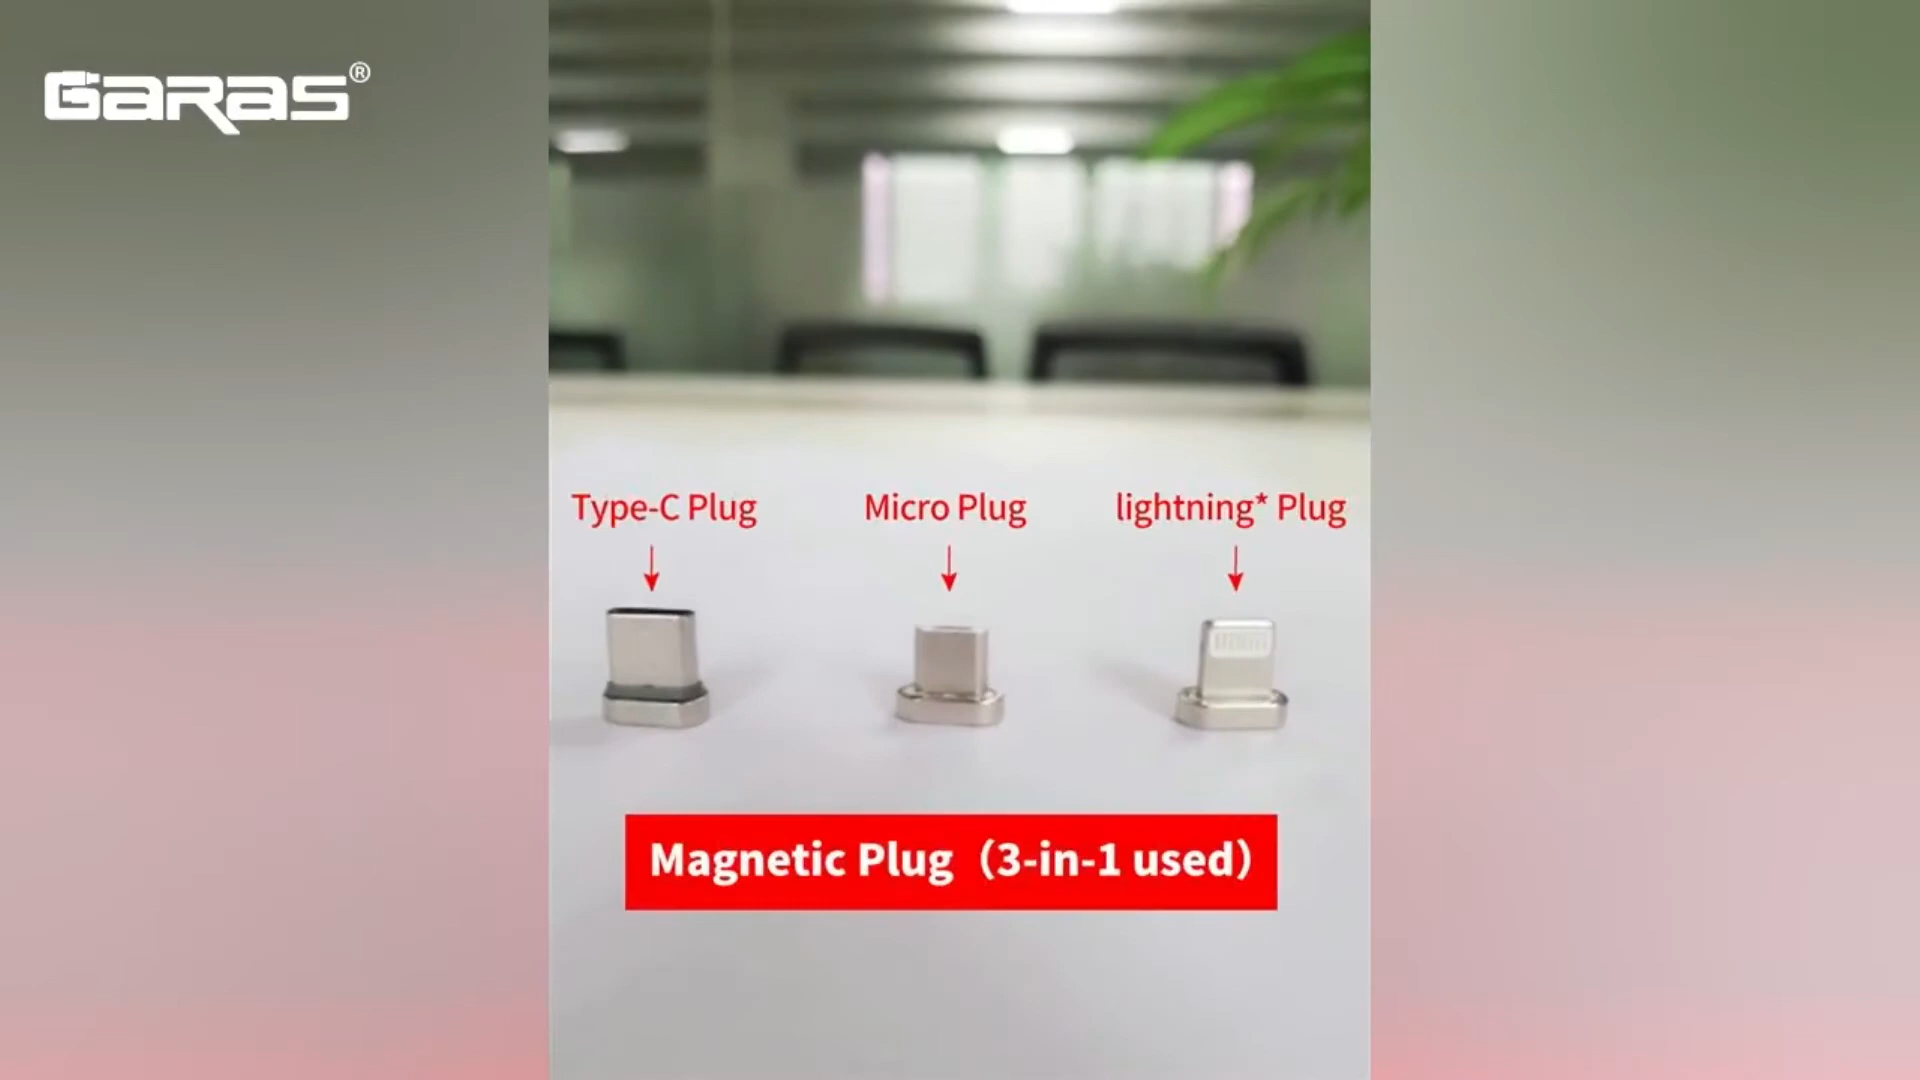 GARAS®
Type-C Plug
Micro Plug
lightning* Plug
Magnetic Plug（3-in-1 used）